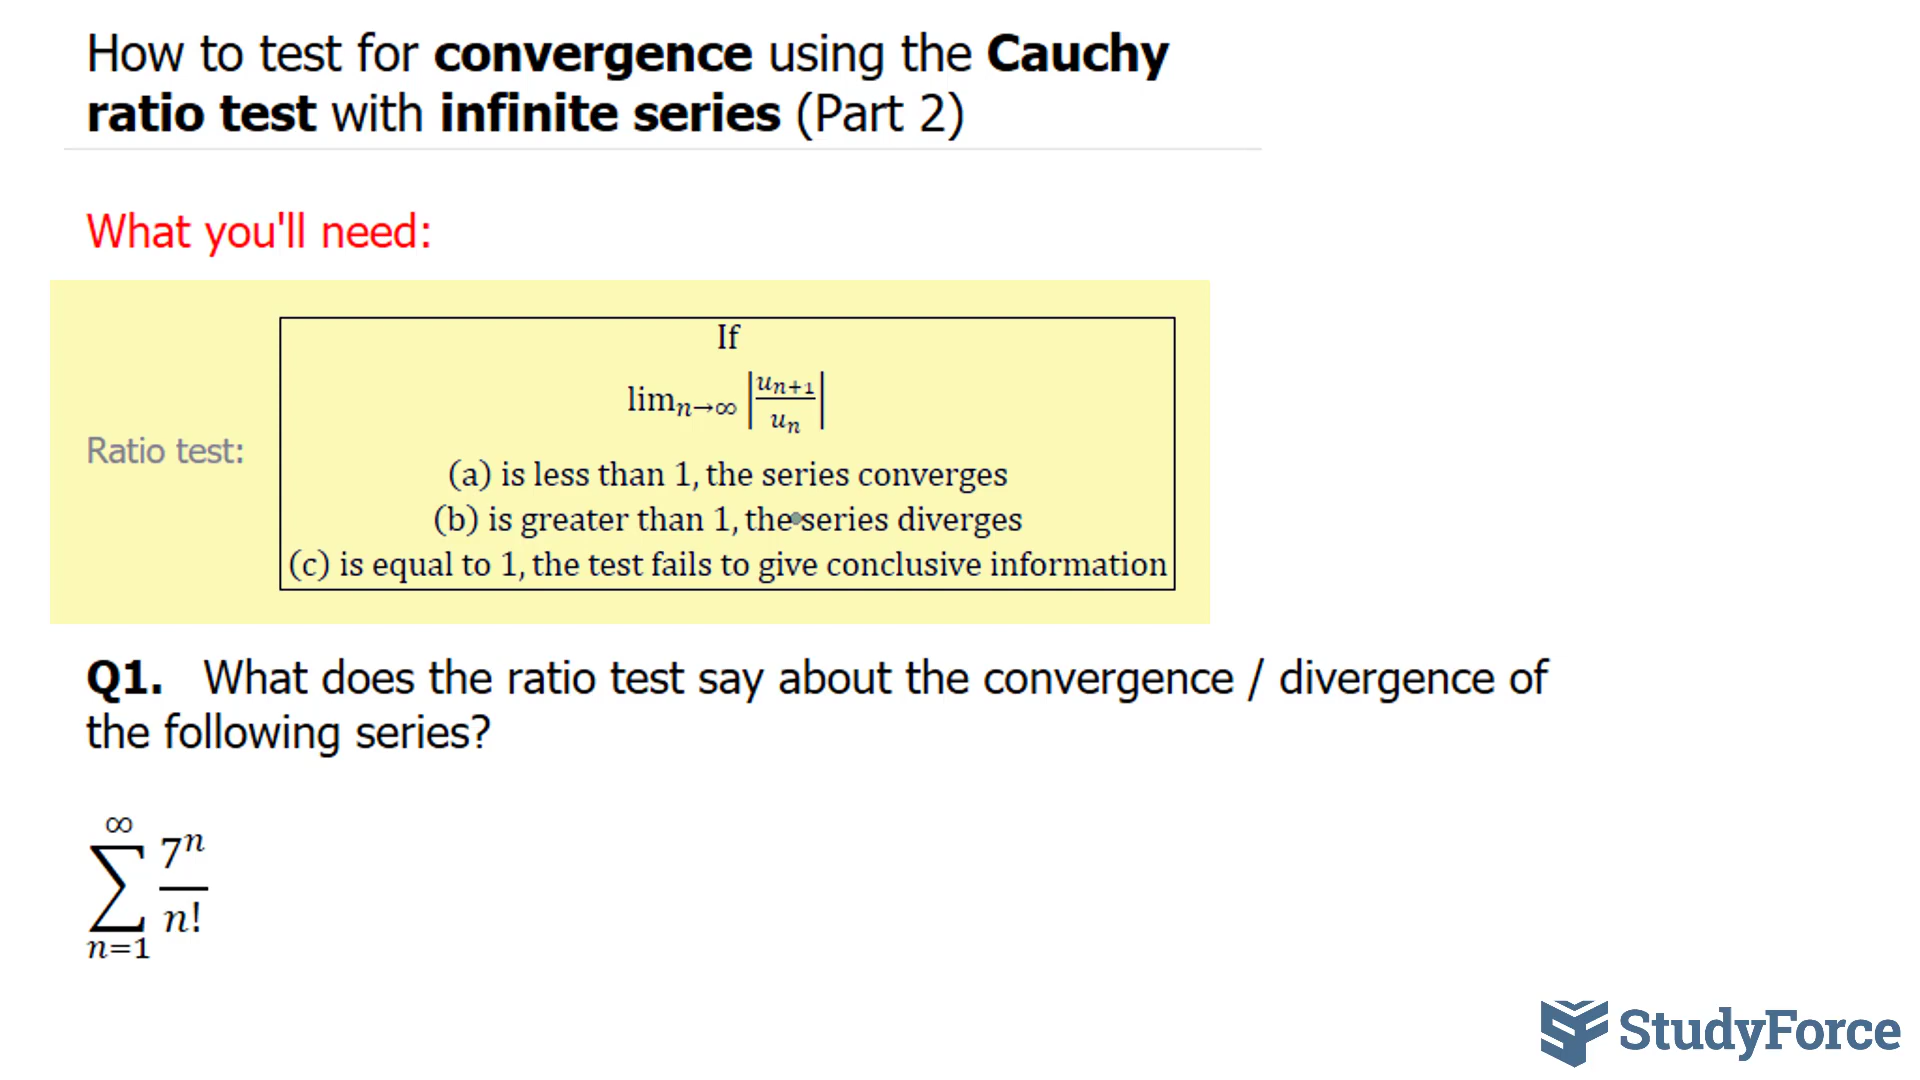 How to test for convergence using the Cauchy
ratio test with infinite series (Part 2)
What you'll need:
Ratio test:
If
lim_{n→∞} |u_{n+1}/u_n|
(a) is less than 1, the series converges
(b) is greater than 1, the series diverges
(c) is equal to 1, the test fails to give conclusive information
Q1. What does the ratio test say about the convergence / divergence of
the following series?
∑_{n=1}^{∞} 7^n/n!
StudyForce